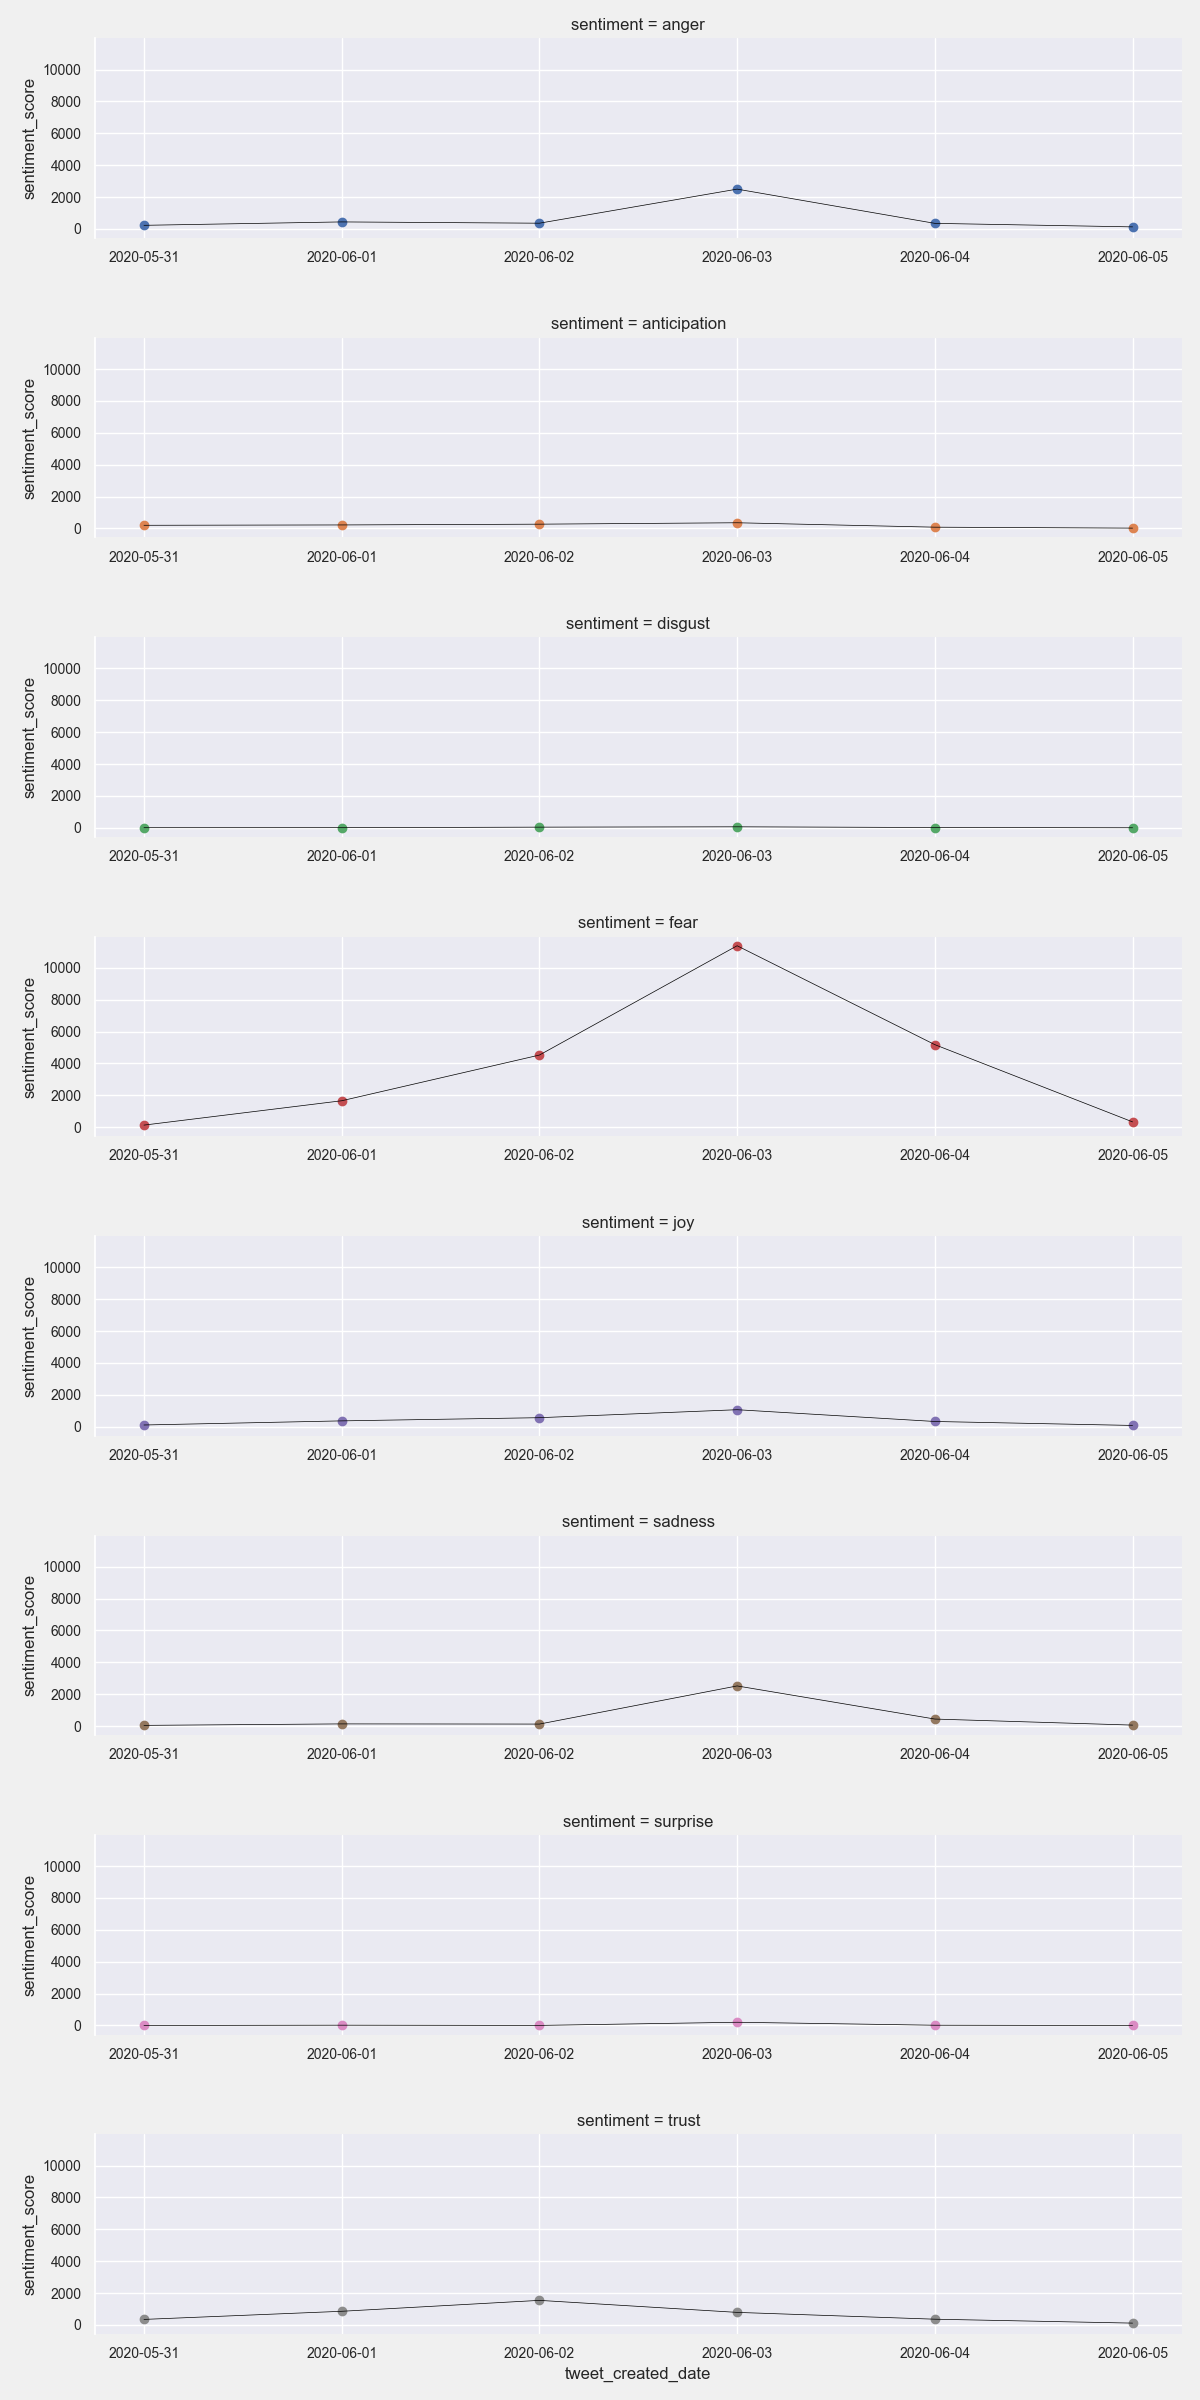 sentiment = anger
sentiment_score
10000
8000
6000
4000
2000
0
2020-05-31 2020-06-01 2020-06-02 2020-06-03 2020-06-04 2020-06-05
sentiment = anticipation
sentiment_score
10000
8000
6000
4000
2000
0
2020-05-31 2020-06-01 2020-06-02 2020-06-03 2020-06-04 2020-06-05
sentiment = disgust
sentiment_score
10000
8000
6000
4000
2000
0
2020-05-31 2020-06-01 2020-06-02 2020-06-03 2020-06-04 2020-06-05
sentiment = fear
sentiment_score
10000
8000
6000
4000
2000
0
2020-05-31 2020-06-01 2020-06-02 2020-06-03 2020-06-04 2020-06-05
sentiment = joy
sentiment_score
10000
8000
6000
4000
2000
0
2020-05-31 2020-06-01 2020-06-02 2020-06-03 2020-06-04 2020-06-05
sentiment = sadness
sentiment_score
10000
8000
6000
4000
2000
0
2020-05-31 2020-06-01 2020-06-02 2020-06-03 2020-06-04 2020-06-05
sentiment = surprise
sentiment_score
10000
8000
6000
4000
2000
0
2020-05-31 2020-06-01 2020-06-02 2020-06-03 2020-06-04 2020-06-05
sentiment = trust
sentiment_score
10000
8000
6000
4000
2000
0
2020-05-31 2020-06-01 2020-06-02 2020-06-03 2020-06-04 2020-06-05
tweet_created_date